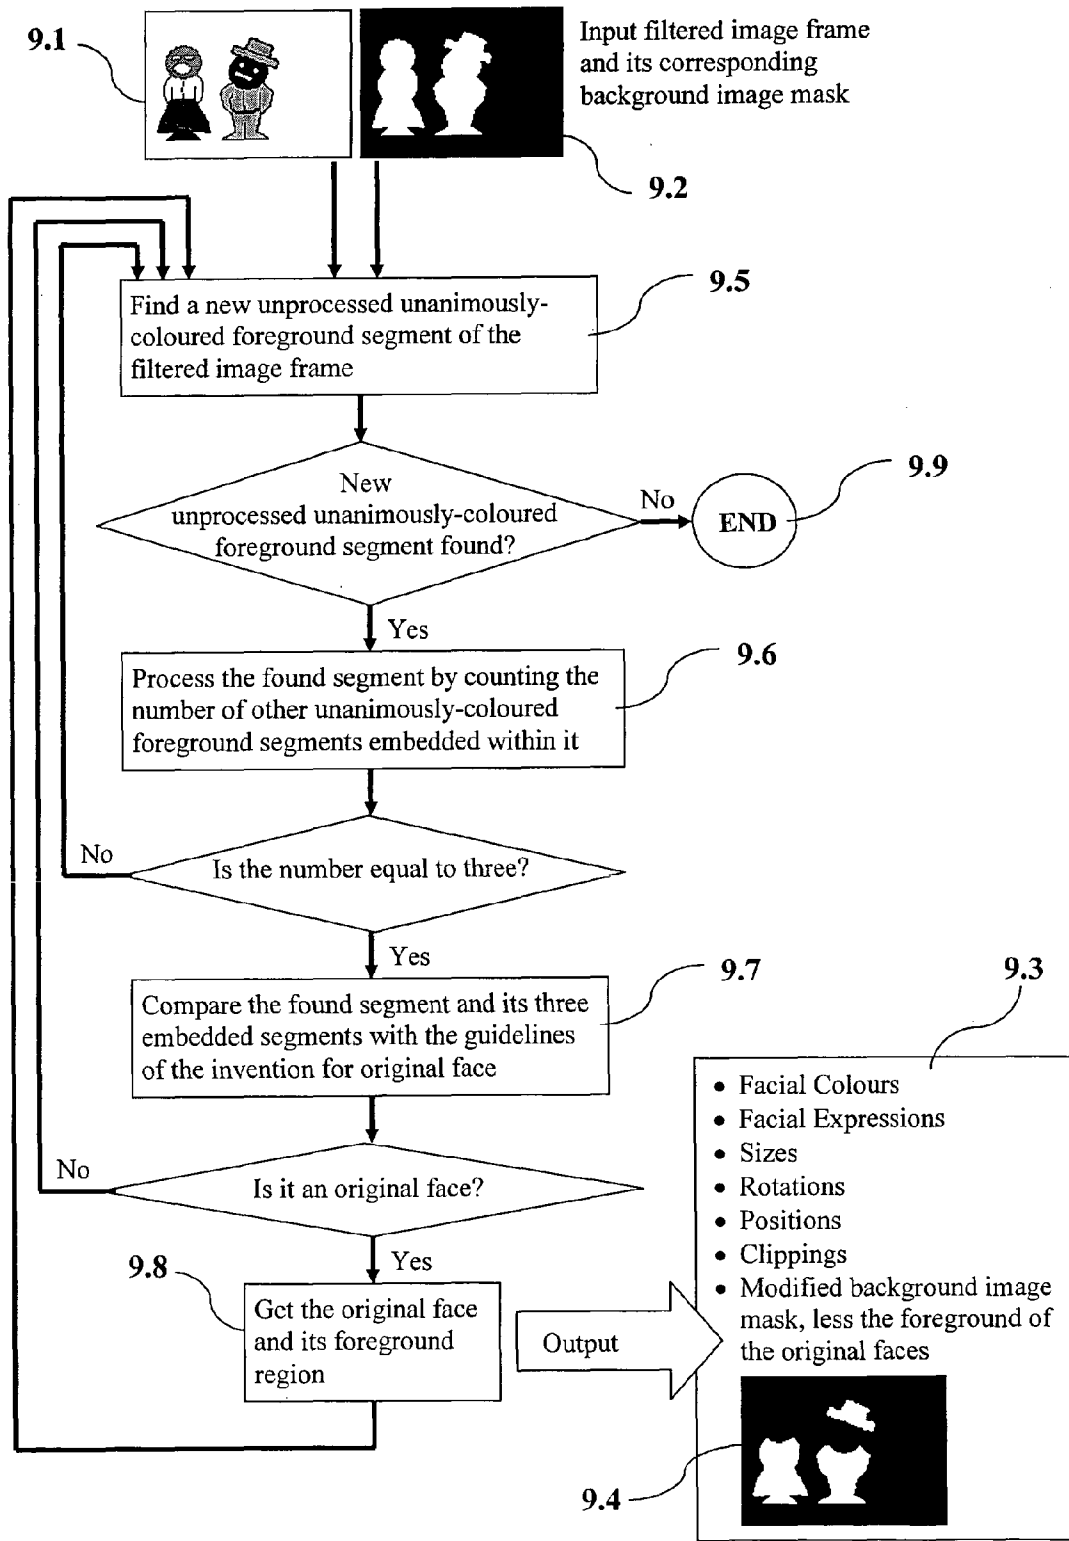 9.1
Input filtered image frame
and its corresponding
background image mask
9.2
9.5
Find a new unprocessed unanimously-
coloured foreground segment of the
filtered image frame
New
unprocessed unanimously-coloured
foreground segment found?
No
END
9.9
Yes
9.6
Process the found segment by counting the
number of other unanimously-coloured
foreground segments embedded within it
No
Is the number equal to three?
Yes
9.7
Compare the found segment and its three
embedded segments with the guidelines
of the invention for original face
No
Is it an original face?
Yes
9.8
Get the original face
and its foreground
region
Output
9.3
• Facial Colours
• Facial Expressions
• Sizes
• Rotations
• Positions
• Clippings
• Modified background image
mask, less the foreground of
the original faces
9.4